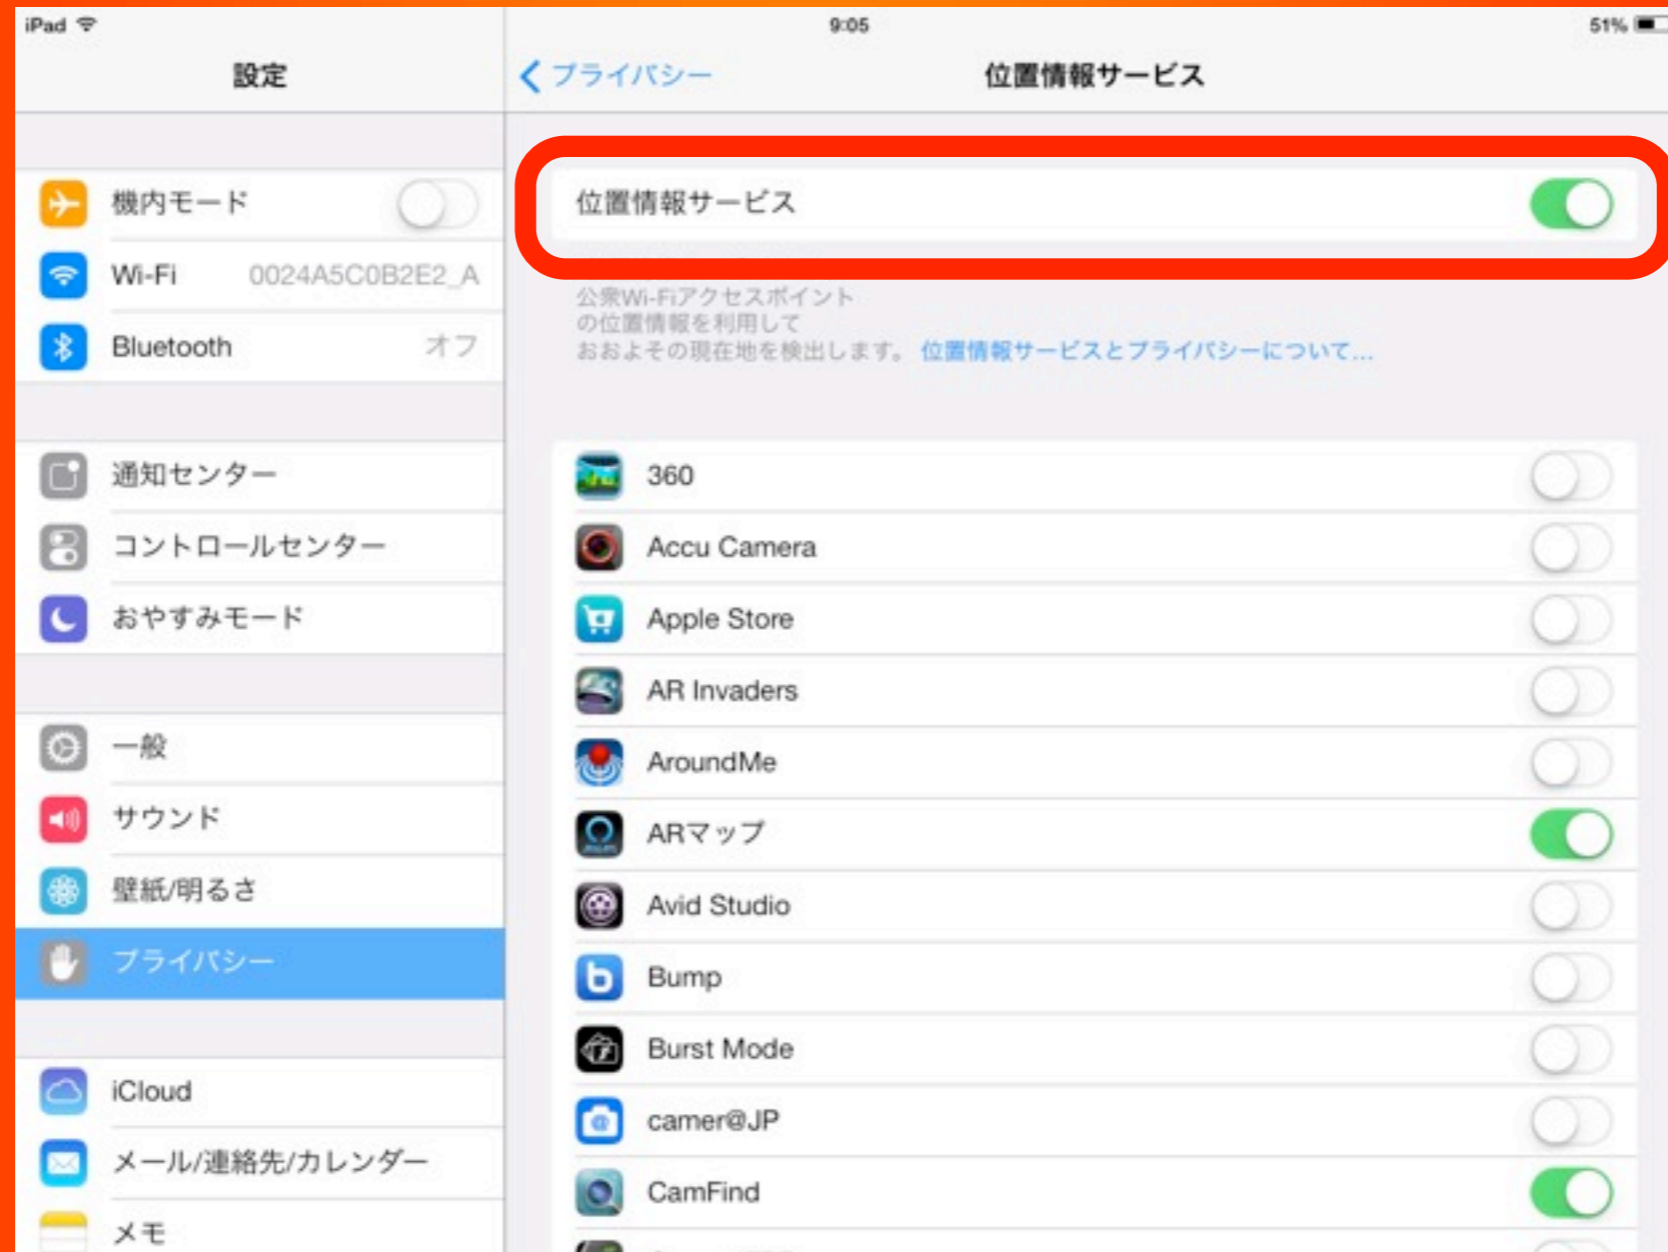 iPad
9:05
51%
設定
プライバシー
位置情報サービス
機内モード
Wi-Fi 0024A5C0B2E2_A
Bluetooth オフ
通知センター
コントロールセンター
おやすみモード
一般
サウンド
壁紙/明るさ
プライバシー
iCloud
メール/連絡先/カレンダー
メモ
位置情報サービス
公衆Wi-Fiアクセスポイント
の位置情報を利用して
おおよその現在地を検出します。 位置情報サービスとプライバシーについて...
360
Accu Camera
Apple Store
AR Invaders
AroundMe
ARマップ
Avid Studio
Bump
Burst Mode
camer@JP
CamFind